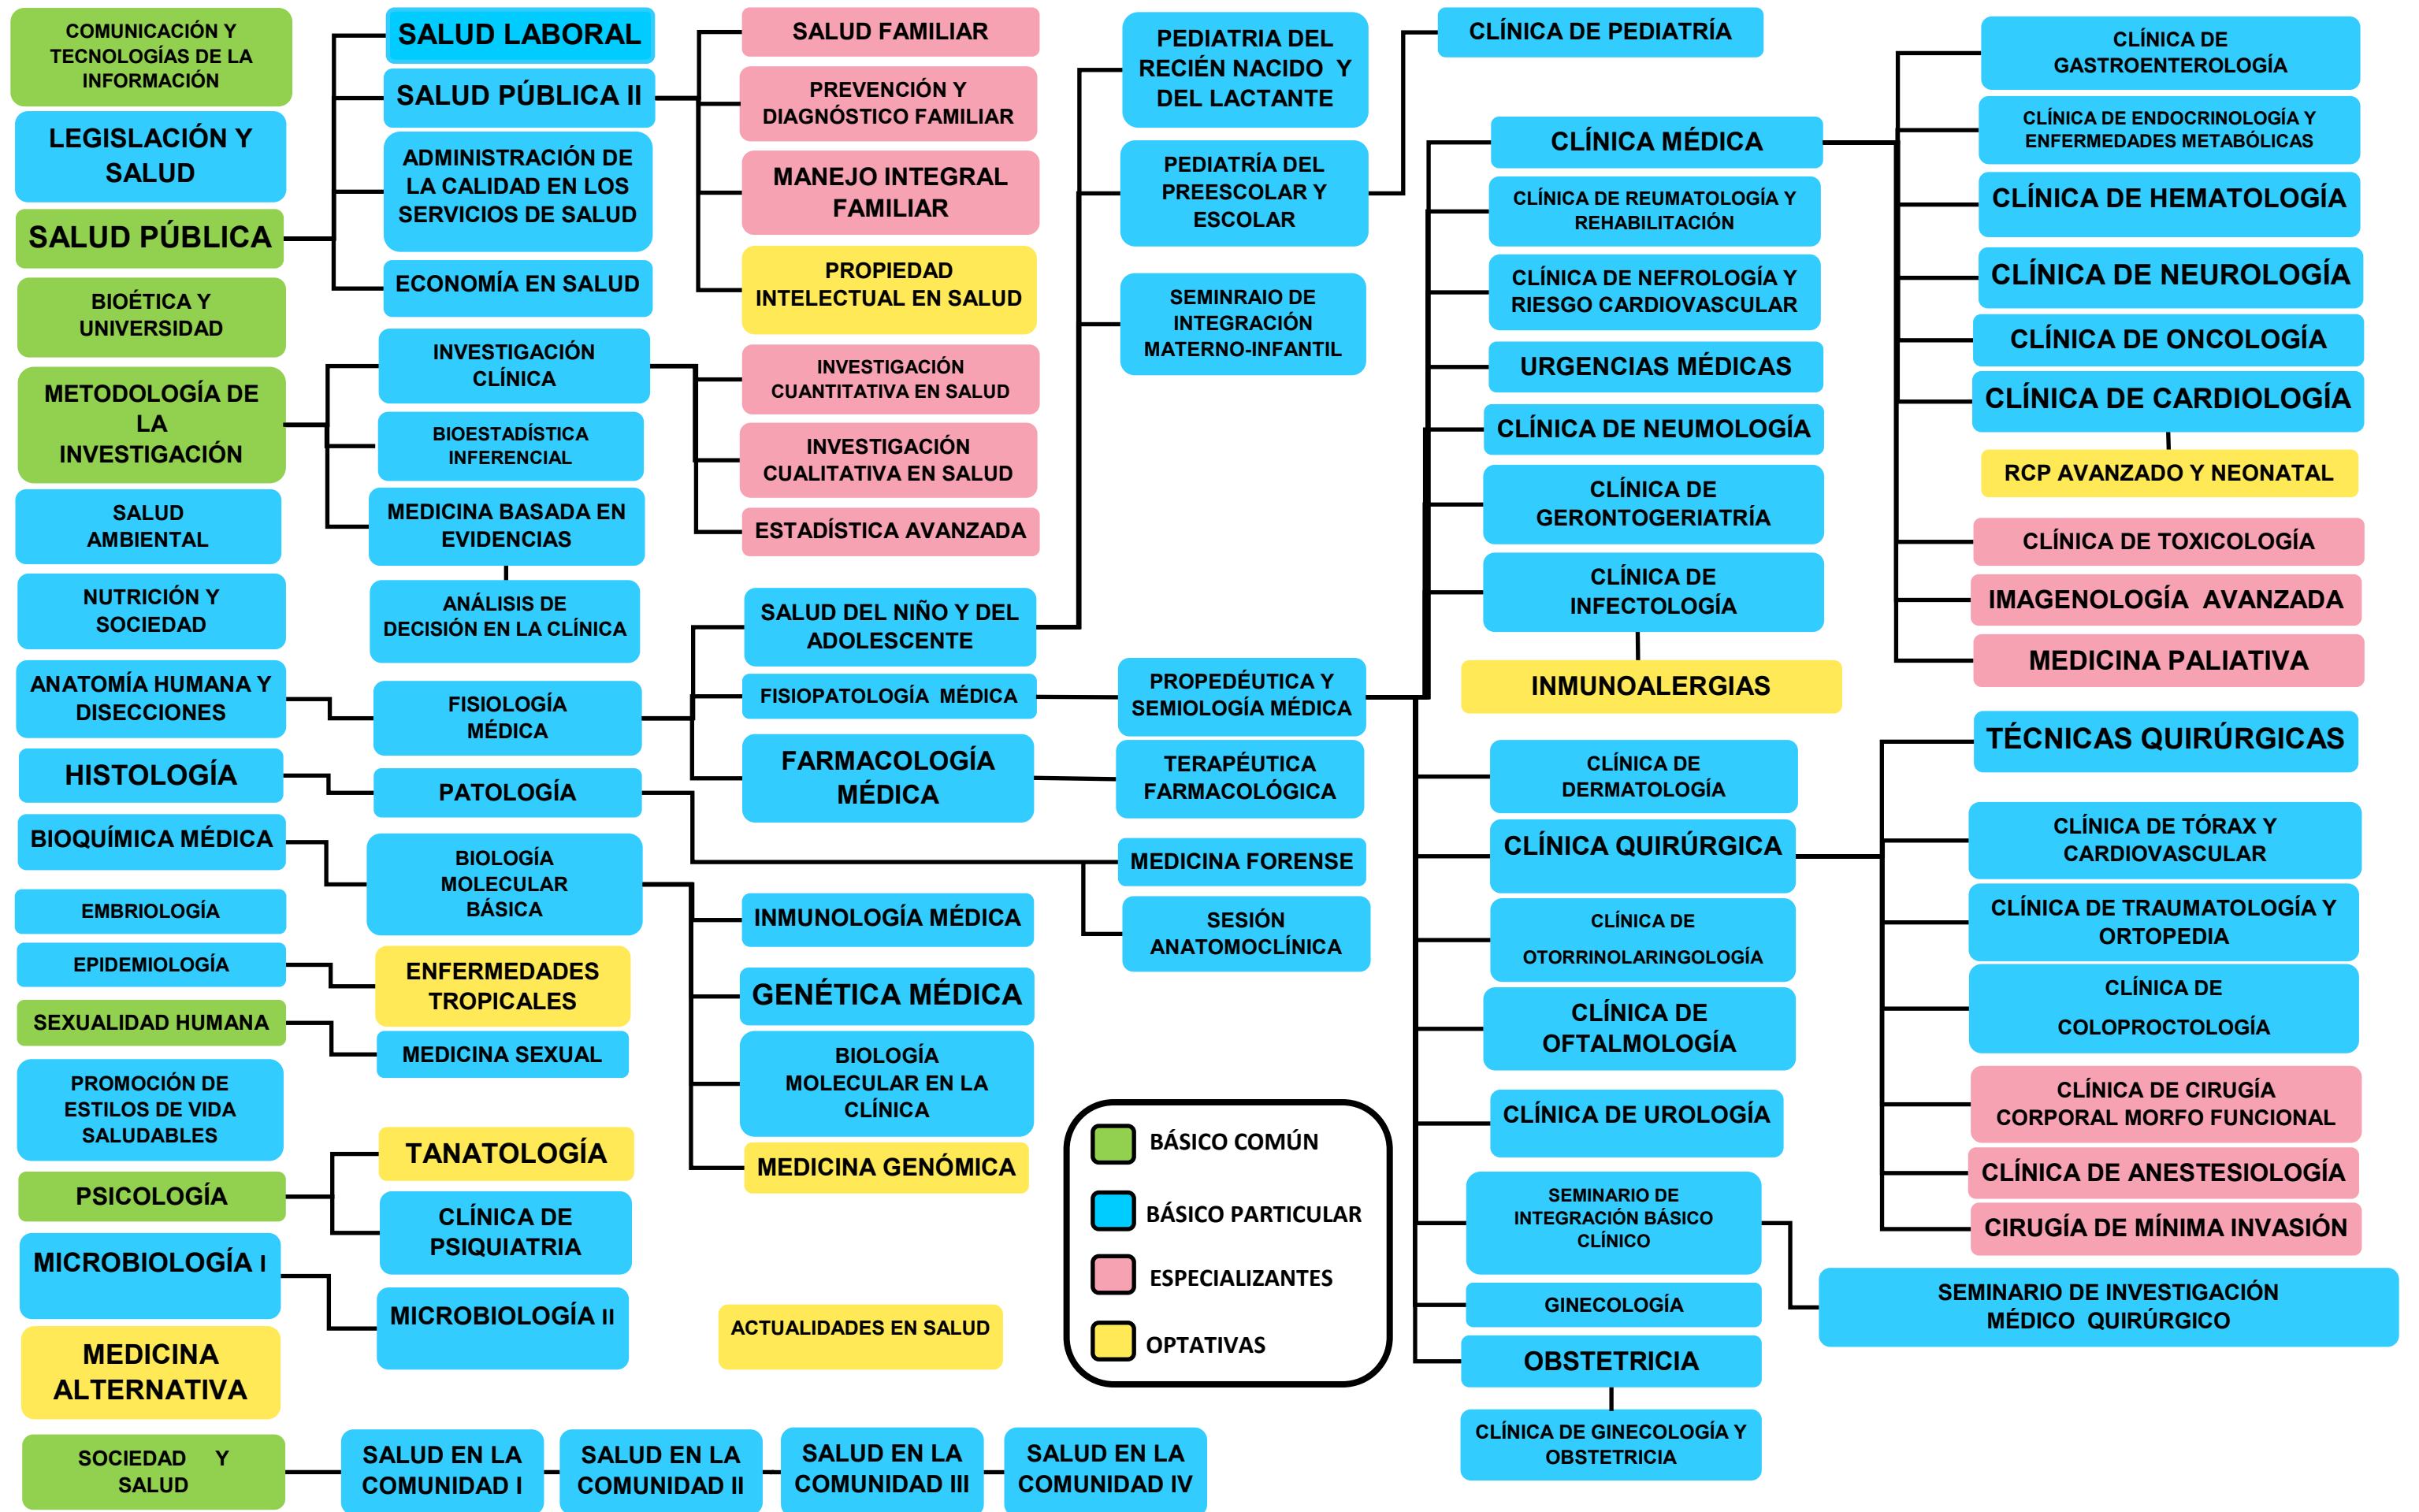 COMUNICACIÓN Y
TECNOLOGÍAS DE LA
INFORMACIÓN
LEGISLACIÓN Y
SALUD
SALUD PÚBLICA
BIOÉTICA Y
UNIVERSIDAD
METODOLOGÍA DE
LA
INVESTIGACIÓN
SALUD
AMBIENTAL
NUTRICIÓN Y
SOCIEDAD
ANATOMÍA HUMANA Y
DISECCIONES
HISTOLOGÍA
BIOQUÍMICA MÉDICA
EMBRIOLOGÍA
EPIDEMIOLOGÍA
SEXUALIDAD HUMANA
PROMOCIÓN DE
ESTILOS DE VIDA
SALUDABLES
PSICOLOGÍA
MICROBIOLOGÍA I
MEDICINA
ALTERNATIVA
SOCIEDAD Y
SALUD
SALUD LABORAL
SALUD PÚBLICA II
ADMINISTRACIÓN DE
LA CALIDAD EN LOS
SERVICIOS DE SALUD
ECONOMÍA EN SALUD
INVESTIGACIÓN
CLÍNICA
BIOESTADÍSTICA
INFERENCIAL
MEDICINA BASADA EN
EVIDENCIAS
ANÁLISIS DE
DECISIÓN EN LA CLÍNICA
FISIOLOGÍA
MÉDICA
PATOLOGÍA
BIOLOGÍA
MOLECULAR
BÁSICA
ENFERMEDADES
TROPICALES
MEDICINA SEXUAL
TANATOLOGÍA
CLÍNICA DE
PSIQUIATRIA
MICROBIOLOGÍA II
SALUD EN LA
COMUNIDAD I
SALUD EN LA
COMUNIDAD II
SALUD EN LA
COMUNIDAD III
SALUD EN LA
COMUNIDAD IV
SALUD FAMILIAR
PREVENCIÓN Y
DIAGNÓSTICO FAMILIAR
MANEJO INTEGRAL
FAMILIAR
PROPIEDAD
INTELECTUAL EN SALUD
INVESTIGACIÓN
CUANTITATIVA EN SALUD
INVESTIGACIÓN
CUALITATIVA EN SALUD
ESTADÍSTICA AVANZADA
SALUD DEL NIÑO Y DEL
ADOLESCENTE
FISIOPATOLOGÍA MÉDICA
FARMACOLOGÍA
MÉDICA
INMUNOLOGÍA MÉDICA
GENÉTICA MÉDICA
BIOLOGÍA
MOLECULAR EN LA
CLÍNICA
MEDICINA GENÓMICA
ACTUALIDADES EN SALUD
PEDIATRIA DEL
RECIÉN NACIDO Y
DEL LACTANTE
PEDIATRÍA DEL
PREESCOLAR Y
ESCOLAR
SEMINRAIO DE
INTEGRACIÓN
MATERNO-INFANTIL
PROPEDÉUTICA Y
SEMIOLOGÍA MÉDICA
TERAPÉUTICA
FARMACOLÓGICA
MEDICINA FORENSE
SESIÓN
ANATOMOCLÍNICA
BÁSICO COMÚN
BÁSICO PARTICULAR
ESPECIALIZANTES
OPTATIVAS
CLÍNICA DE PEDIATRÍA
CLÍNICA MÉDICA
CLÍNICA DE REUMATOLOGÍA Y
REHABILITACIÓN
CLÍNICA DE NEFROLOGÍA Y
RIESGO CARDIOVASCULAR
URGENCIAS MÉDICAS
CLÍNICA DE NEUMOLOGÍA
CLÍNICA DE
GERONTOGERIATRÍA
CLÍNICA DE
INFECTOLOGÍA
INMUNOALERGIAS
CLÍNICA DE
DERMATOLOGÍA
CLÍNICA QUIRÚRGICA
CLÍNICA DE
OTORRINOLARINGOLOGÍA
CLÍNICA DE
OFTALMOLOGÍA
CLÍNICA DE UROLOGÍA
SEMINARIO DE
INTEGRACIÓN BÁSICO
CLÍNICO
GINECOLOGÍA
OBSTETRICIA
CLÍNICA DE GINECOLOGÍA Y
OBSTETRICIA
CLÍNICA DE
GASTROENTEROLOGÍA
CLÍNICA DE ENDOCRINOLOGÍA Y
ENFERMEDADES METABÓLICAS
CLÍNICA DE HEMATOLOGÍA
CLÍNICA DE NEUROLOGÍA
CLÍNICA DE ONCOLOGÍA
CLÍNICA DE CARDIOLOGÍA
RCP AVANZADO Y NEONATAL
CLÍNICA DE TOXICOLOGÍA
IMAGENOLOGÍA AVANZADA
MEDICINA PALIATIVA
TÉCNICAS QUIRÚRGICAS
CLÍNICA DE TÓRAX Y
CARDIOVASCULAR
CLÍNICA DE TRAUMATOLOGÍA Y
ORTOPEDIA
CLÍNICA DE
COLOPROCTOLOGÍA
CLÍNICA DE CIRUGÍA
CORPORAL MORFO FUNCIONAL
CLÍNICA DE ANESTESIOLOGÍA
CIRUGÍA DE MÍNIMA INVASIÓN
SEMINARIO DE INVESTIGACIÓN
MÉDICO QUIRÚRGICO